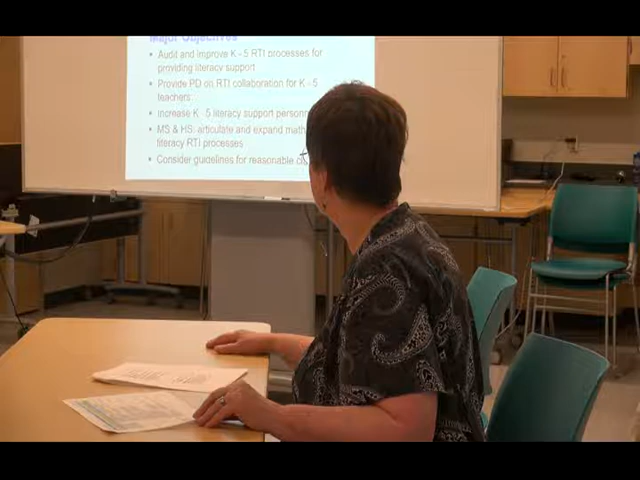 Major Objectives
• Audit and improve K - 5 RTI processes for
providing literacy support
• Provide PD on RTI collaboration for K - 5
teachers
• Increase K - 5 literacy support
• MS & HS: articulate and expand math
literacy RTI processes
• Consider guidelines for reasonable